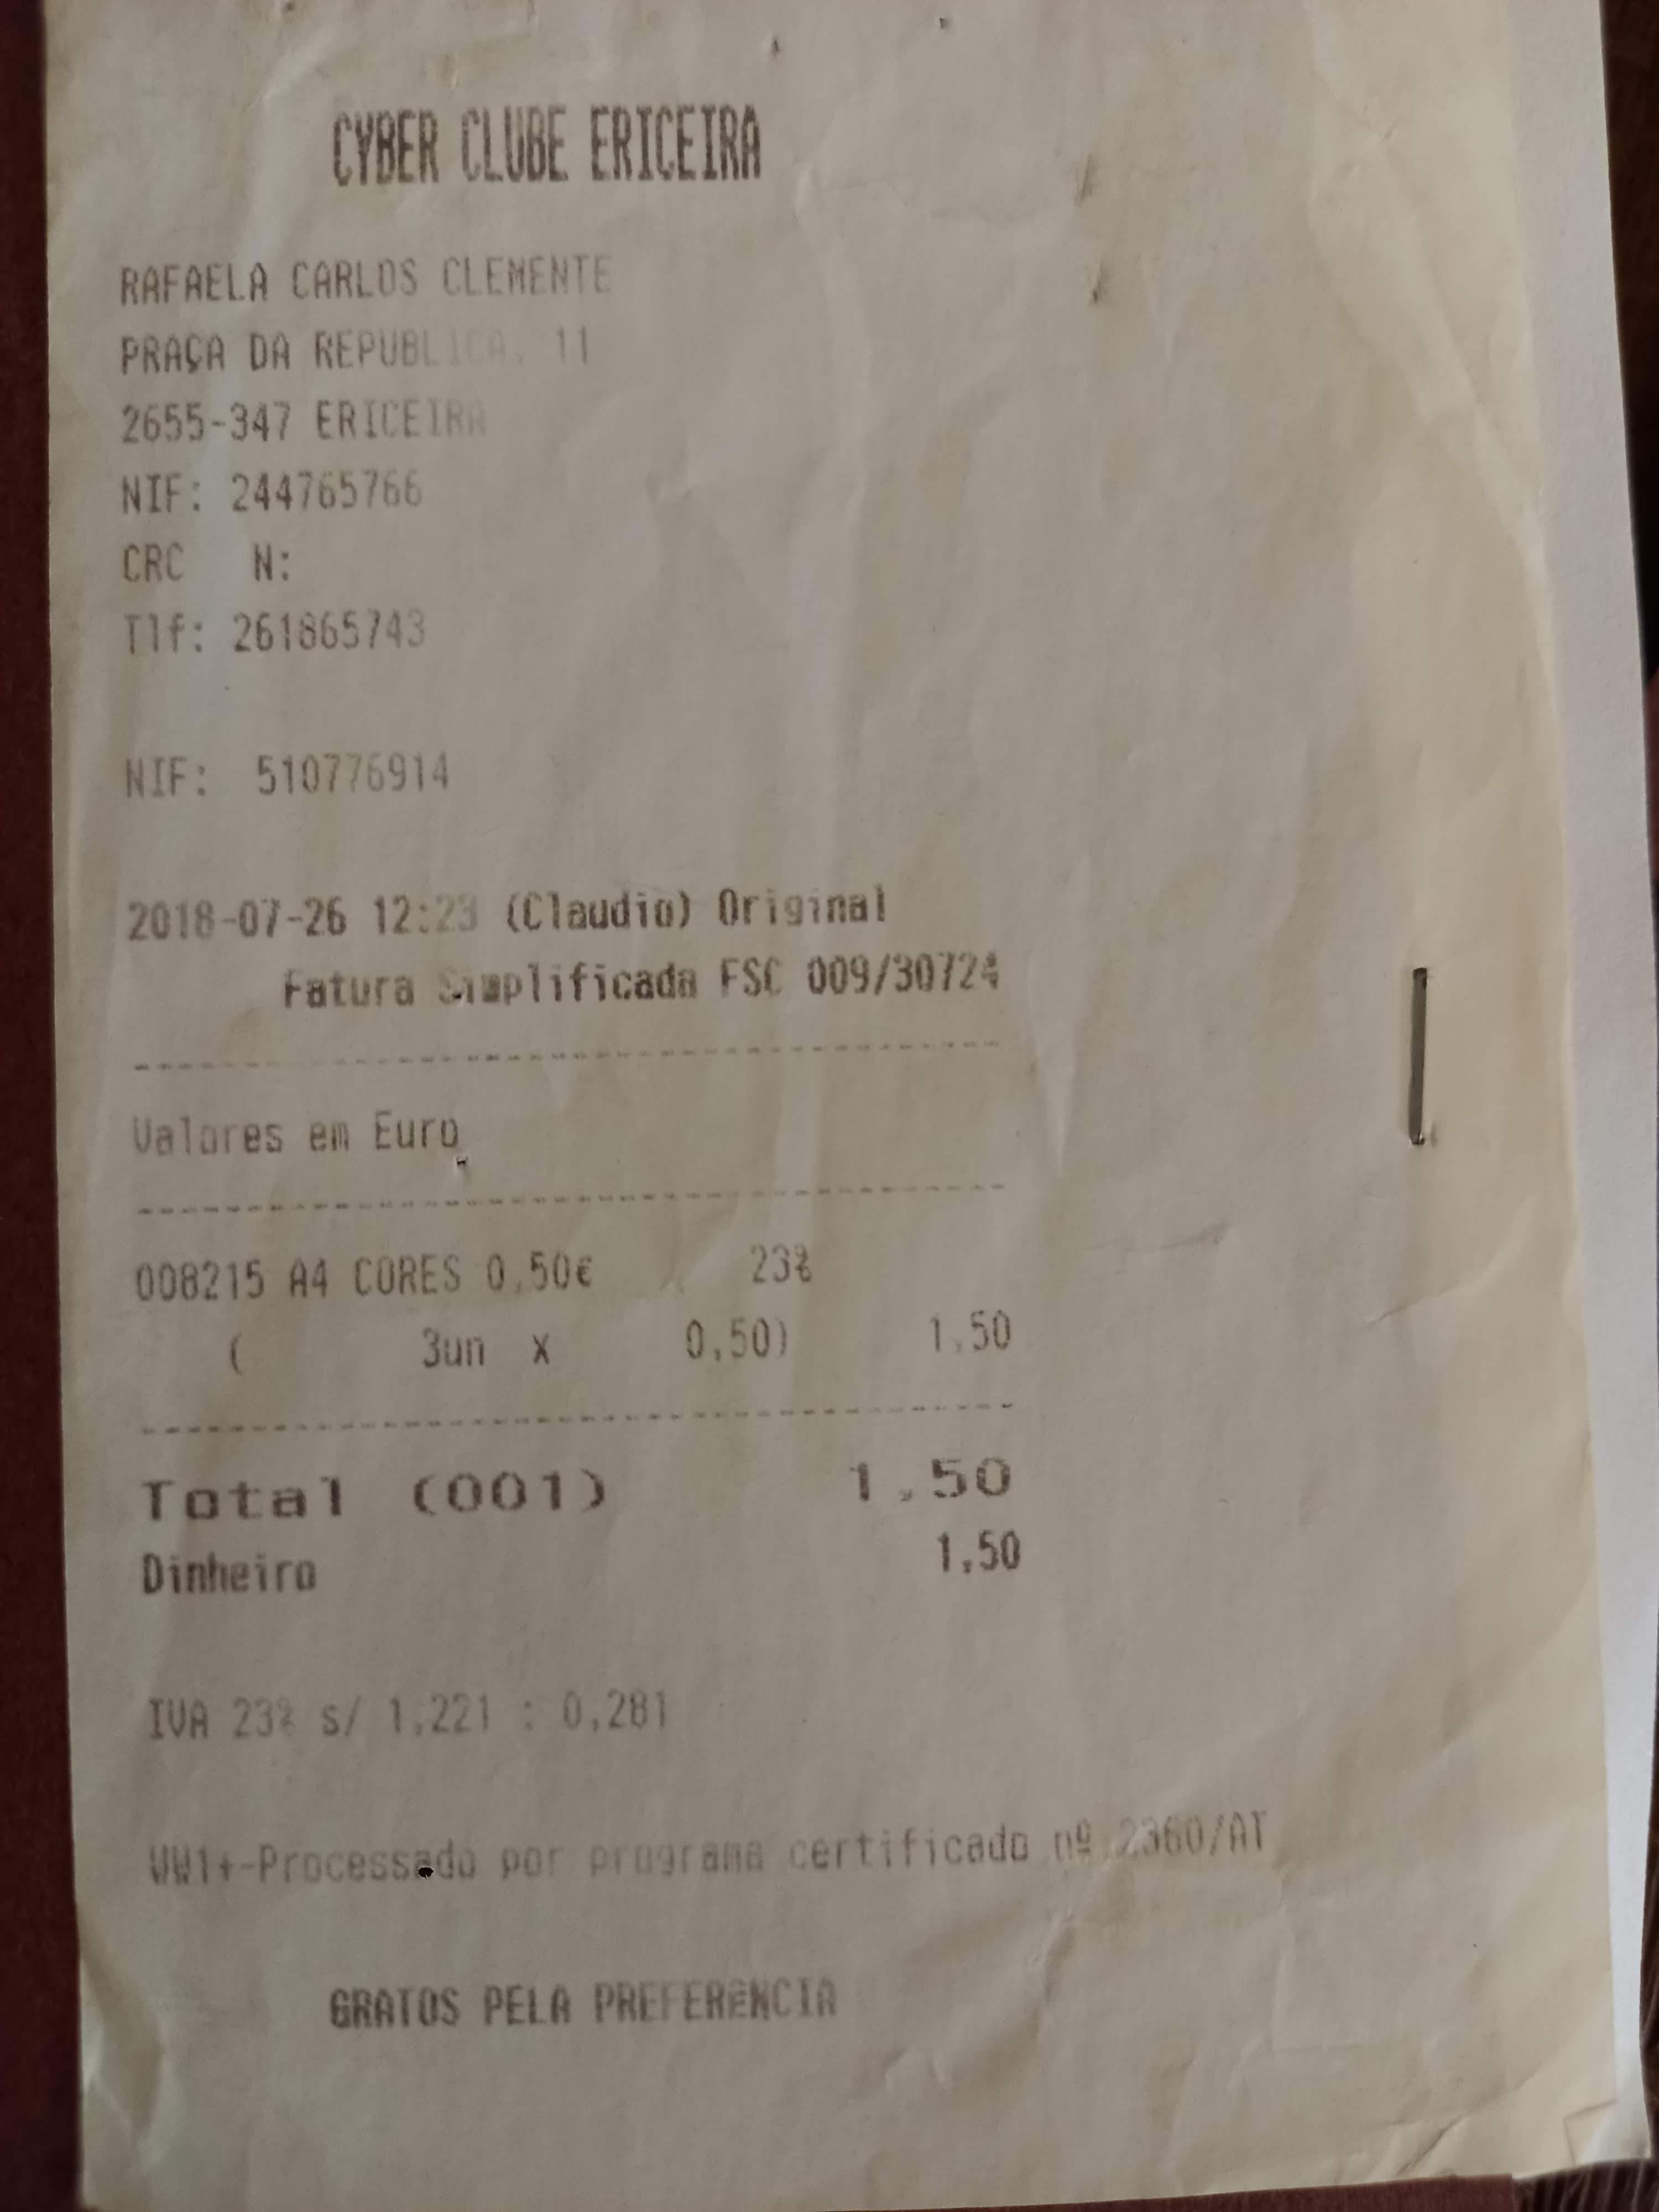 CYBER CLUBE ERICEIRA
RAFAELA CARLOS CLEMENTE
PRAÇA DA REPUBLICA, 11
2655-347 ERICEIRA
NIF: 244765766
CRC N:
Tlf: 261865743
NIF: 510776914
2018-07-26 12:23 (Claudio) Original
Fatura Simplificada FSC 009/30724
Valores em Euro
008215 A4 CORES 0,50€ 23%
( 3un x 0,50) 1,50
Total (001) 1,50
Dinheiro 1,50
IVA 23% s/ 1,221 : 0,281
WW1+-Processado por programa certificado nº 2360/AT
GRATOS PELA PREFERêNCIA